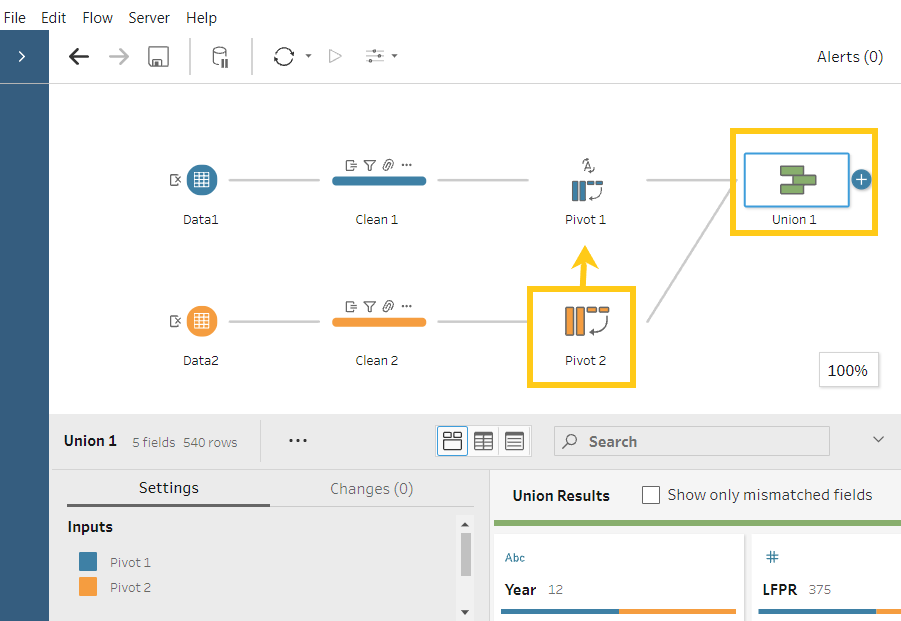 File Edit Flow Server Help
Alerts (0)
Data1
Clean 1
Pivot 1
Union 1
Data2
Clean 2
Pivot 2
100%
Union 1 5 fields 540 rows
Search
Settings
Changes (0)
Union Results
Show only mismatched fields
Inputs
Pivot 1
Pivot 2
Abc
Year 12
#
LFPR 375